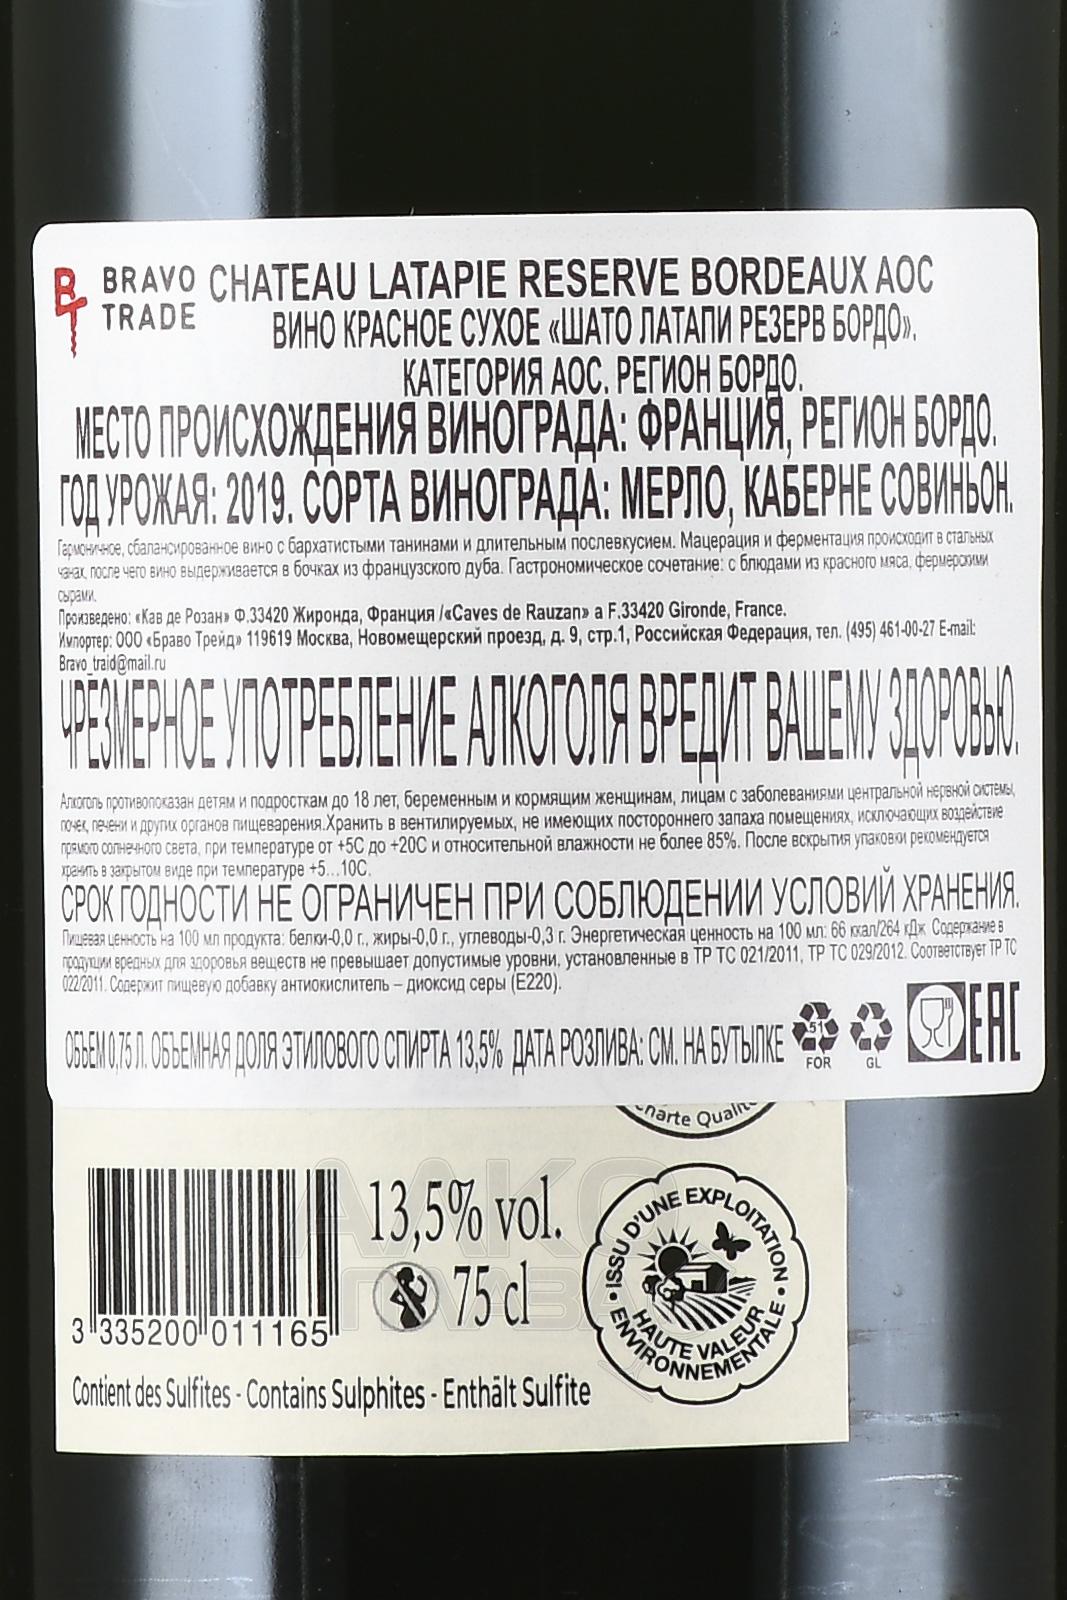 BRAVO TRADE
CHATEAU LATAPIE RESERVE BORDEAUX AOC
ВИНО КРАСНОЕ СУХОЕ «ШАТО ЛАТАПИ РЕЗЕРВ БОРДО».
КАТЕГОРИЯ АОС. РЕГИОН БОРДО.
МЕСТО ПРОИСХОЖДЕНИЯ ВИНОГРАДА: ФРАНЦИЯ, РЕГИОН БОРДО.
ГОД УРОЖАЯ: 2019. СОРТА ВИНОГРАДА: МЕРЛО, КАБЕРНЕ СОВИНЬОН.
Гармоничное, сбалансированное вино с бархатистыми танинами и длительным послевкусием. Мацерация и ферментация происходит в стальных
чанах, после чего вино выдерживается в бочках из французского дуба. Гастрономическое сочетание: с блюдами из красного мяса, фермерскими
сырами.
Произведено: «Кав де Розан» Ф.33420 Жиронда, Франция /«Caves de Rauzan» a F.33420 Gironde, France.
Импортер: ООО «Браво Трейд» 119619 Москва, Новомещерский проезд, д. 9, стр.1, Российская Федерация, тел. (495) 461-00-27 E-mail:
Bravo_traid@mail.ru
ЧРЕЗМЕРНОЕ УПОТРЕБЛЕНИЕ АЛКОГОЛЯ ВРЕДИТ ВАШЕМУ ЗДОРОВЬЮ.
Алкоголь противопоказан детям и подросткам до 18 лет, беременным и кормящим женщинам, лицам с заболеваниями центральной нервной системы,
почек, печени и других органов пищеварения.Хранить в вентилируемых, не имеющих постороннего запаха помещениях, исключающих воздействие
прямого солнечного света, при температуре от +5С до +20С и относительной влажности не более 85%. После вскрытия упаковки рекомендуется
хранить в закрытом виде при температуре +5...10С.
СРОК ГОДНОСТИ НЕ ОГРАНИЧЕН ПРИ СОБЛЮДЕНИИ УСЛОВИЙ ХРАНЕНИЯ.
Пищевая ценность на 100 мл продукта: белки-0,0 г., жиры-0,0 г., углеводы-0,3 г. Энергетическая ценность на 100 мл: 66 ккал/264 кДж. Содержание в
продукции вредных для здоровья веществ не превышает допустимые уровни, установленные в ТР ТС 021/2011, ТР ТС 029/2012. Соответствует ТР ТС
022/2011. Содержит пищевую добавку антиокислитель – диоксид серы (Е220).
ОБЪЕМ 0,75 Л. ОБЪЕМНАЯ ДОЛЯ ЭТИЛОВОГО СПИРТА 13,5% ДАТА РОЗЛИВА: СМ. НА БУТЫЛКЕ
51
FOR
GL
EAC
Charte Qualité
13,5% vol.
75 cl
3 335200 011165
ISSU D'UNE EXPLOITATION
HAUTE VALEUR
ENVIRONNEMENTALE
Contient des Sulfites - Contains Sulphites - Enthält Sulfite
АЛКО
ПЛАВАЮ